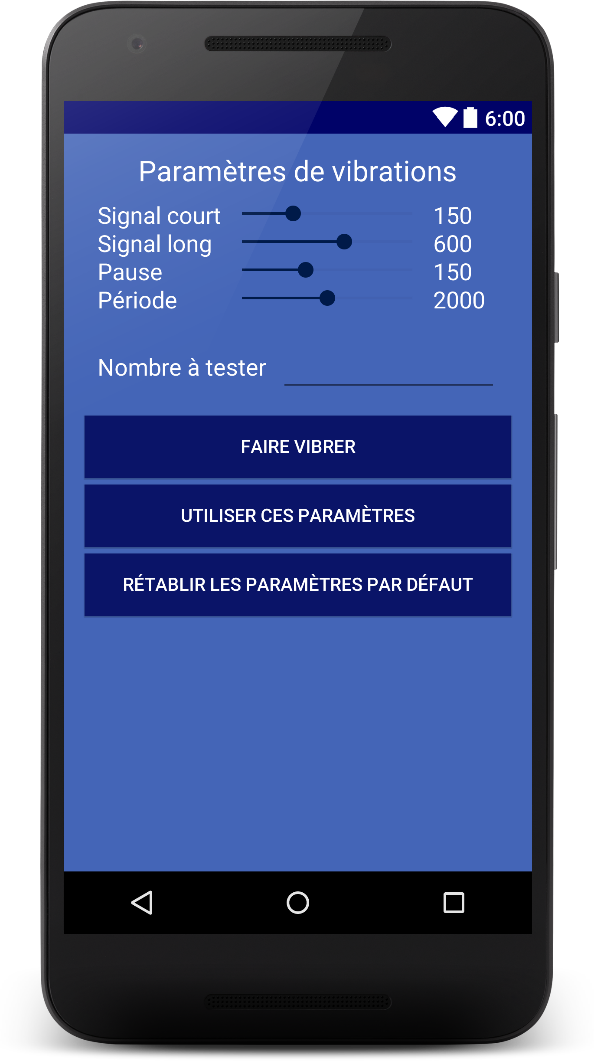 6:00
Paramètres de vibrations
Signal court 150
Signal long 600
Pause 150
Période 2000
Nombre à tester
FAIRE VIBRER
UTILISER CES PARAMÈTRES
RÉTABLIR LES PARAMÈTRES PAR DÉFAUT